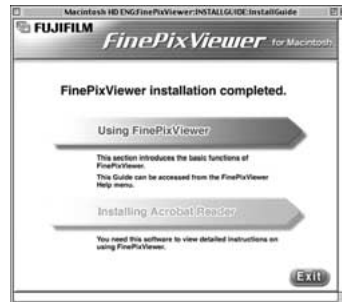 Macintosh HD ENG:FinePixViewer:INSTALLGUIDE:InstallGuide
FUJIFILM
FinePixViewer for Macintosh
FinePixViewer installation completed.
Using FinePixViewer
This section introduces the basic functions of
FinePixViewer.
This Guide can be accessed from the FinePixViewer
Help menu.
Installing Acrobat Reader
You need this software to view detailed instructions on
using FinePixViewer.
Exit